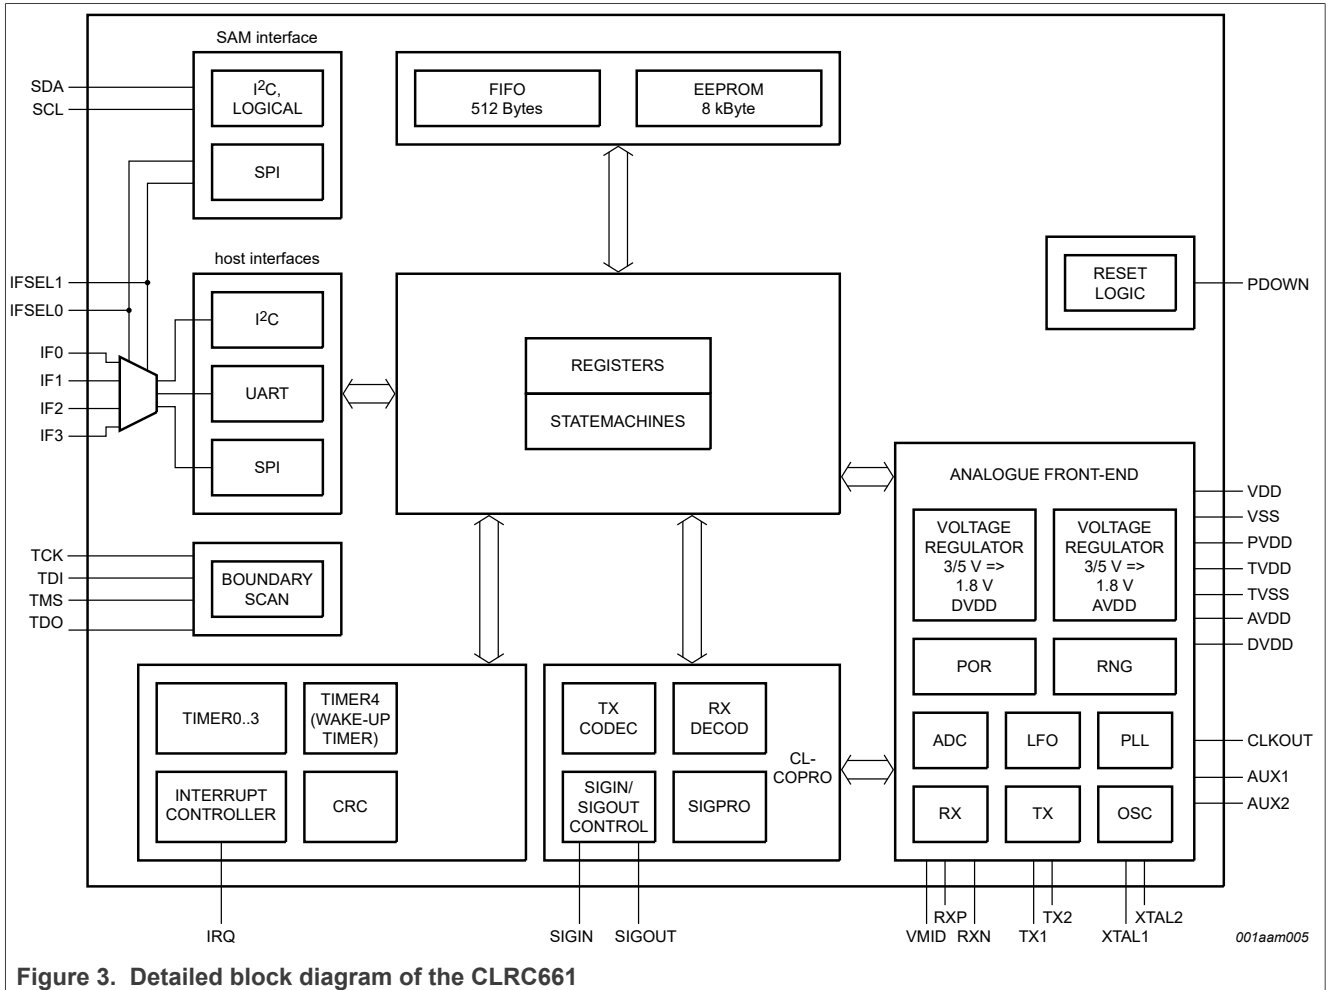 SAM interface
SDA
SCL
I2C,
LOGICAL
SPI
FIFO
512 Bytes
EEPROM
8 kByte
host interfaces
IFSEL1
IFSEL0
IF0
IF1
IF2
IF3
I2C
UART
SPI
REGISTERS
STATEMACHINES
RESET
LOGIC
PDOWN
TCK
TDI
TMS
TDO
BOUNDARY
SCAN
ANALOGUE FRONT-END
VOLTAGE
REGULATOR
3/5 V =>
1.8 V
DVDD
VOLTAGE
REGULATOR
3/5 V =>
1.8 V
AVDD
POR
RNG
ADC
LFO
PLL
RX
TX
OSC
VDD
VSS
PVDD
TVDD
TVSS
AVDD
DVDD
CLKOUT
AUX1
AUX2
TIMER0..3
TIMER4
(WAKE-UP
TIMER)
INTERRUPT
CONTROLLER
CRC
TX
CODEC
RX
DECOD
CL-
COPRO
SIGIN/
SIGOUT
CONTROL
SIGPRO
IRQ
SIGIN
SIGOUT
RXP
VMID
RXN
TX2
TX1
XTAL2
XTAL1
001aam005
Figure 3. Detailed block diagram of the CLRC661